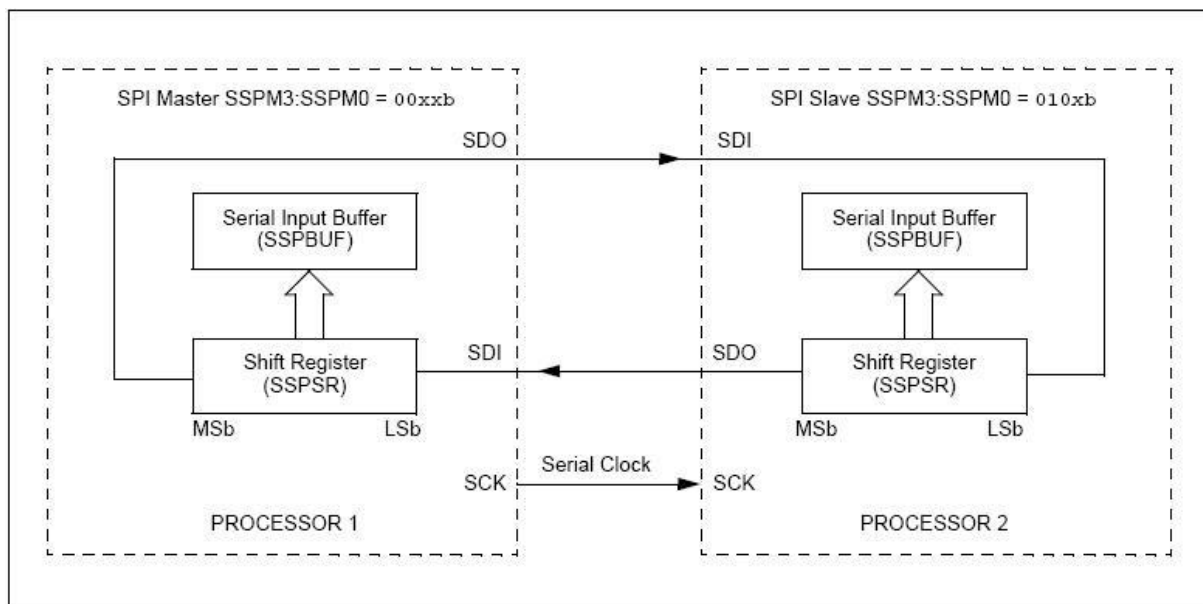 SPI Master SSPM3:SSPM0 = 00xxb
SPI Slave SSPM3:SSPM0 = 010xb
SDO
SDI
Serial Input Buffer
(SSPBUF)
Serial Input Buffer
(SSPBUF)
SDI
SDO
Shift Register
(SSPSR)
Shift Register
(SSPSR)
MSb
LSb
MSb
LSb
Serial Clock
SCK
SCK
PROCESSOR 1
PROCESSOR 2